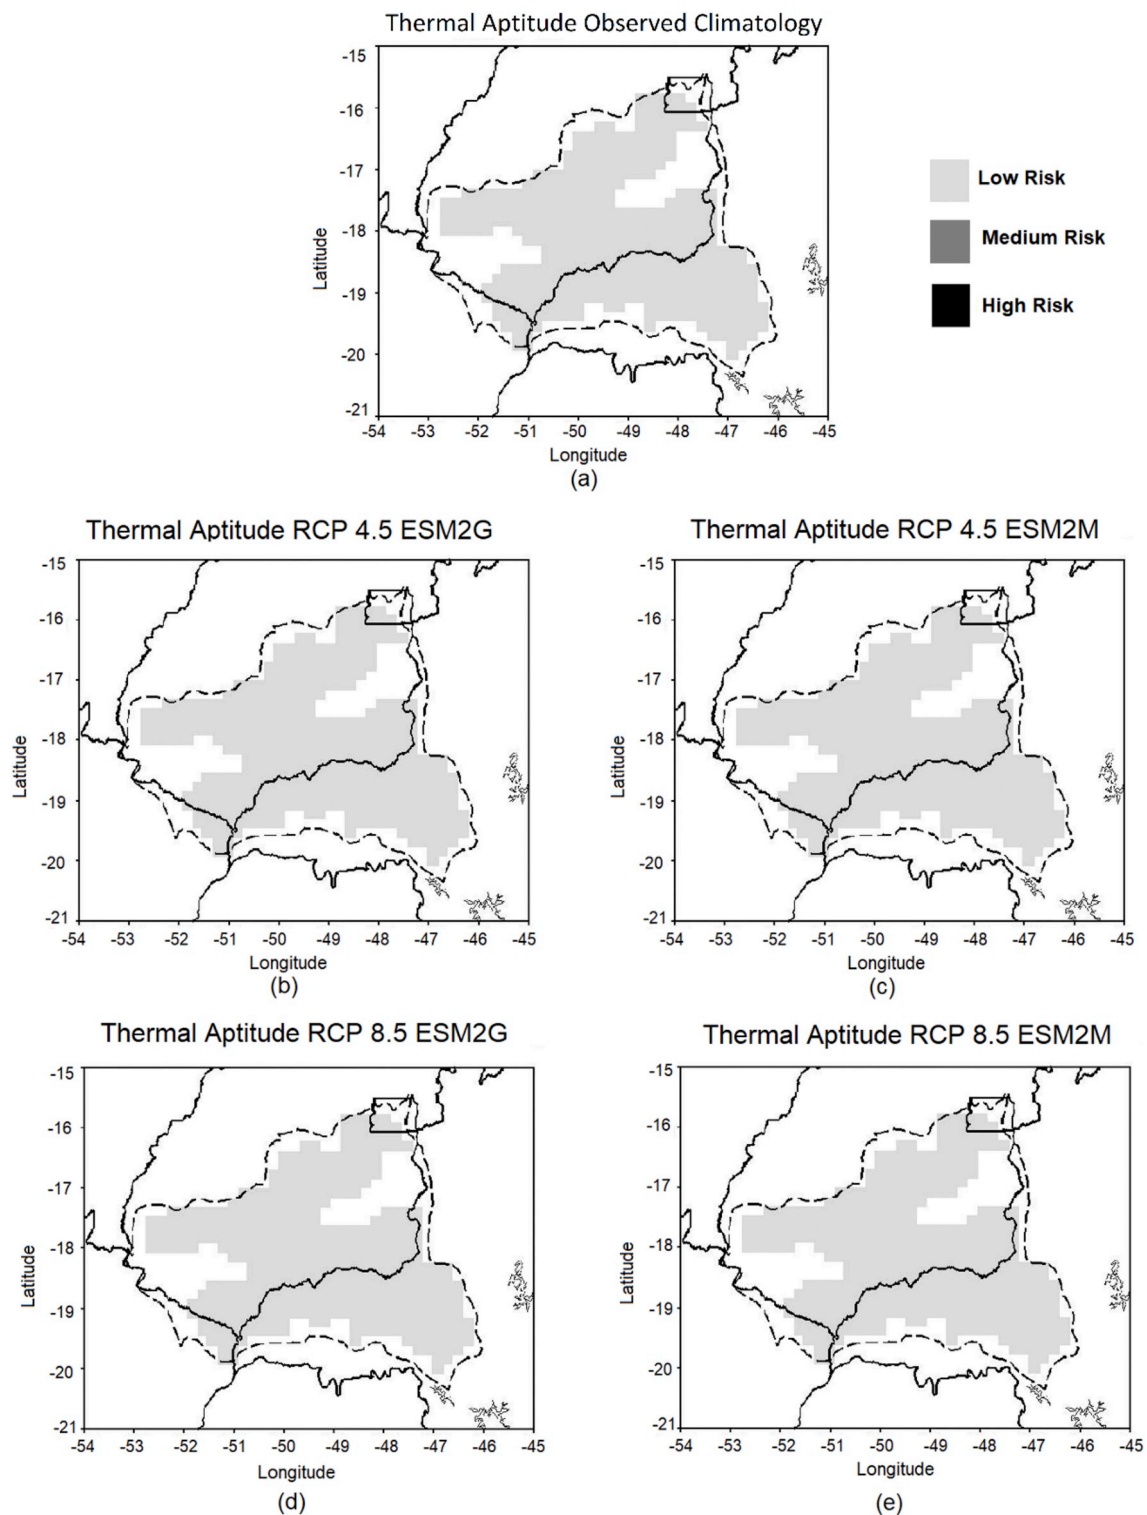 Thermal Aptitude Observed Climatology
-15
-16
-17
-18
-19
-20
-21
Latitude
-54 -53 -52 -51 -50 -49 -48 -47 -46 -45
Longitude
(a)
Low Risk
Medium Risk
High Risk
Thermal Aptitude RCP 4.5 ESM2G
-15
-16
-17
-18
-19
-20
-21
Latitude
-54 -53 -52 -51 -50 -49 -48 -47 -46 -45
Longitude
(b)
Thermal Aptitude RCP 4.5 ESM2M
-15
-16
-17
-18
-19
-20
-21
Latitude
-54 -53 -52 -51 -50 -49 -48 -47 -46 -45
Longitude
(c)
Thermal Aptitude RCP 8.5 ESM2G
-15
-16
-17
-18
-19
-20
-21
Latitude
-54 -53 -52 -51 -50 -49 -48 -47 -46 -45
Longitude
(d)
Thermal Aptitude RCP 8.5 ESM2M
-15
-16
-17
-18
-19
-20
-21
Latitude
-54 -53 -52 -51 -50 -49 -48 -47 -46 -45
Longitude
(e)